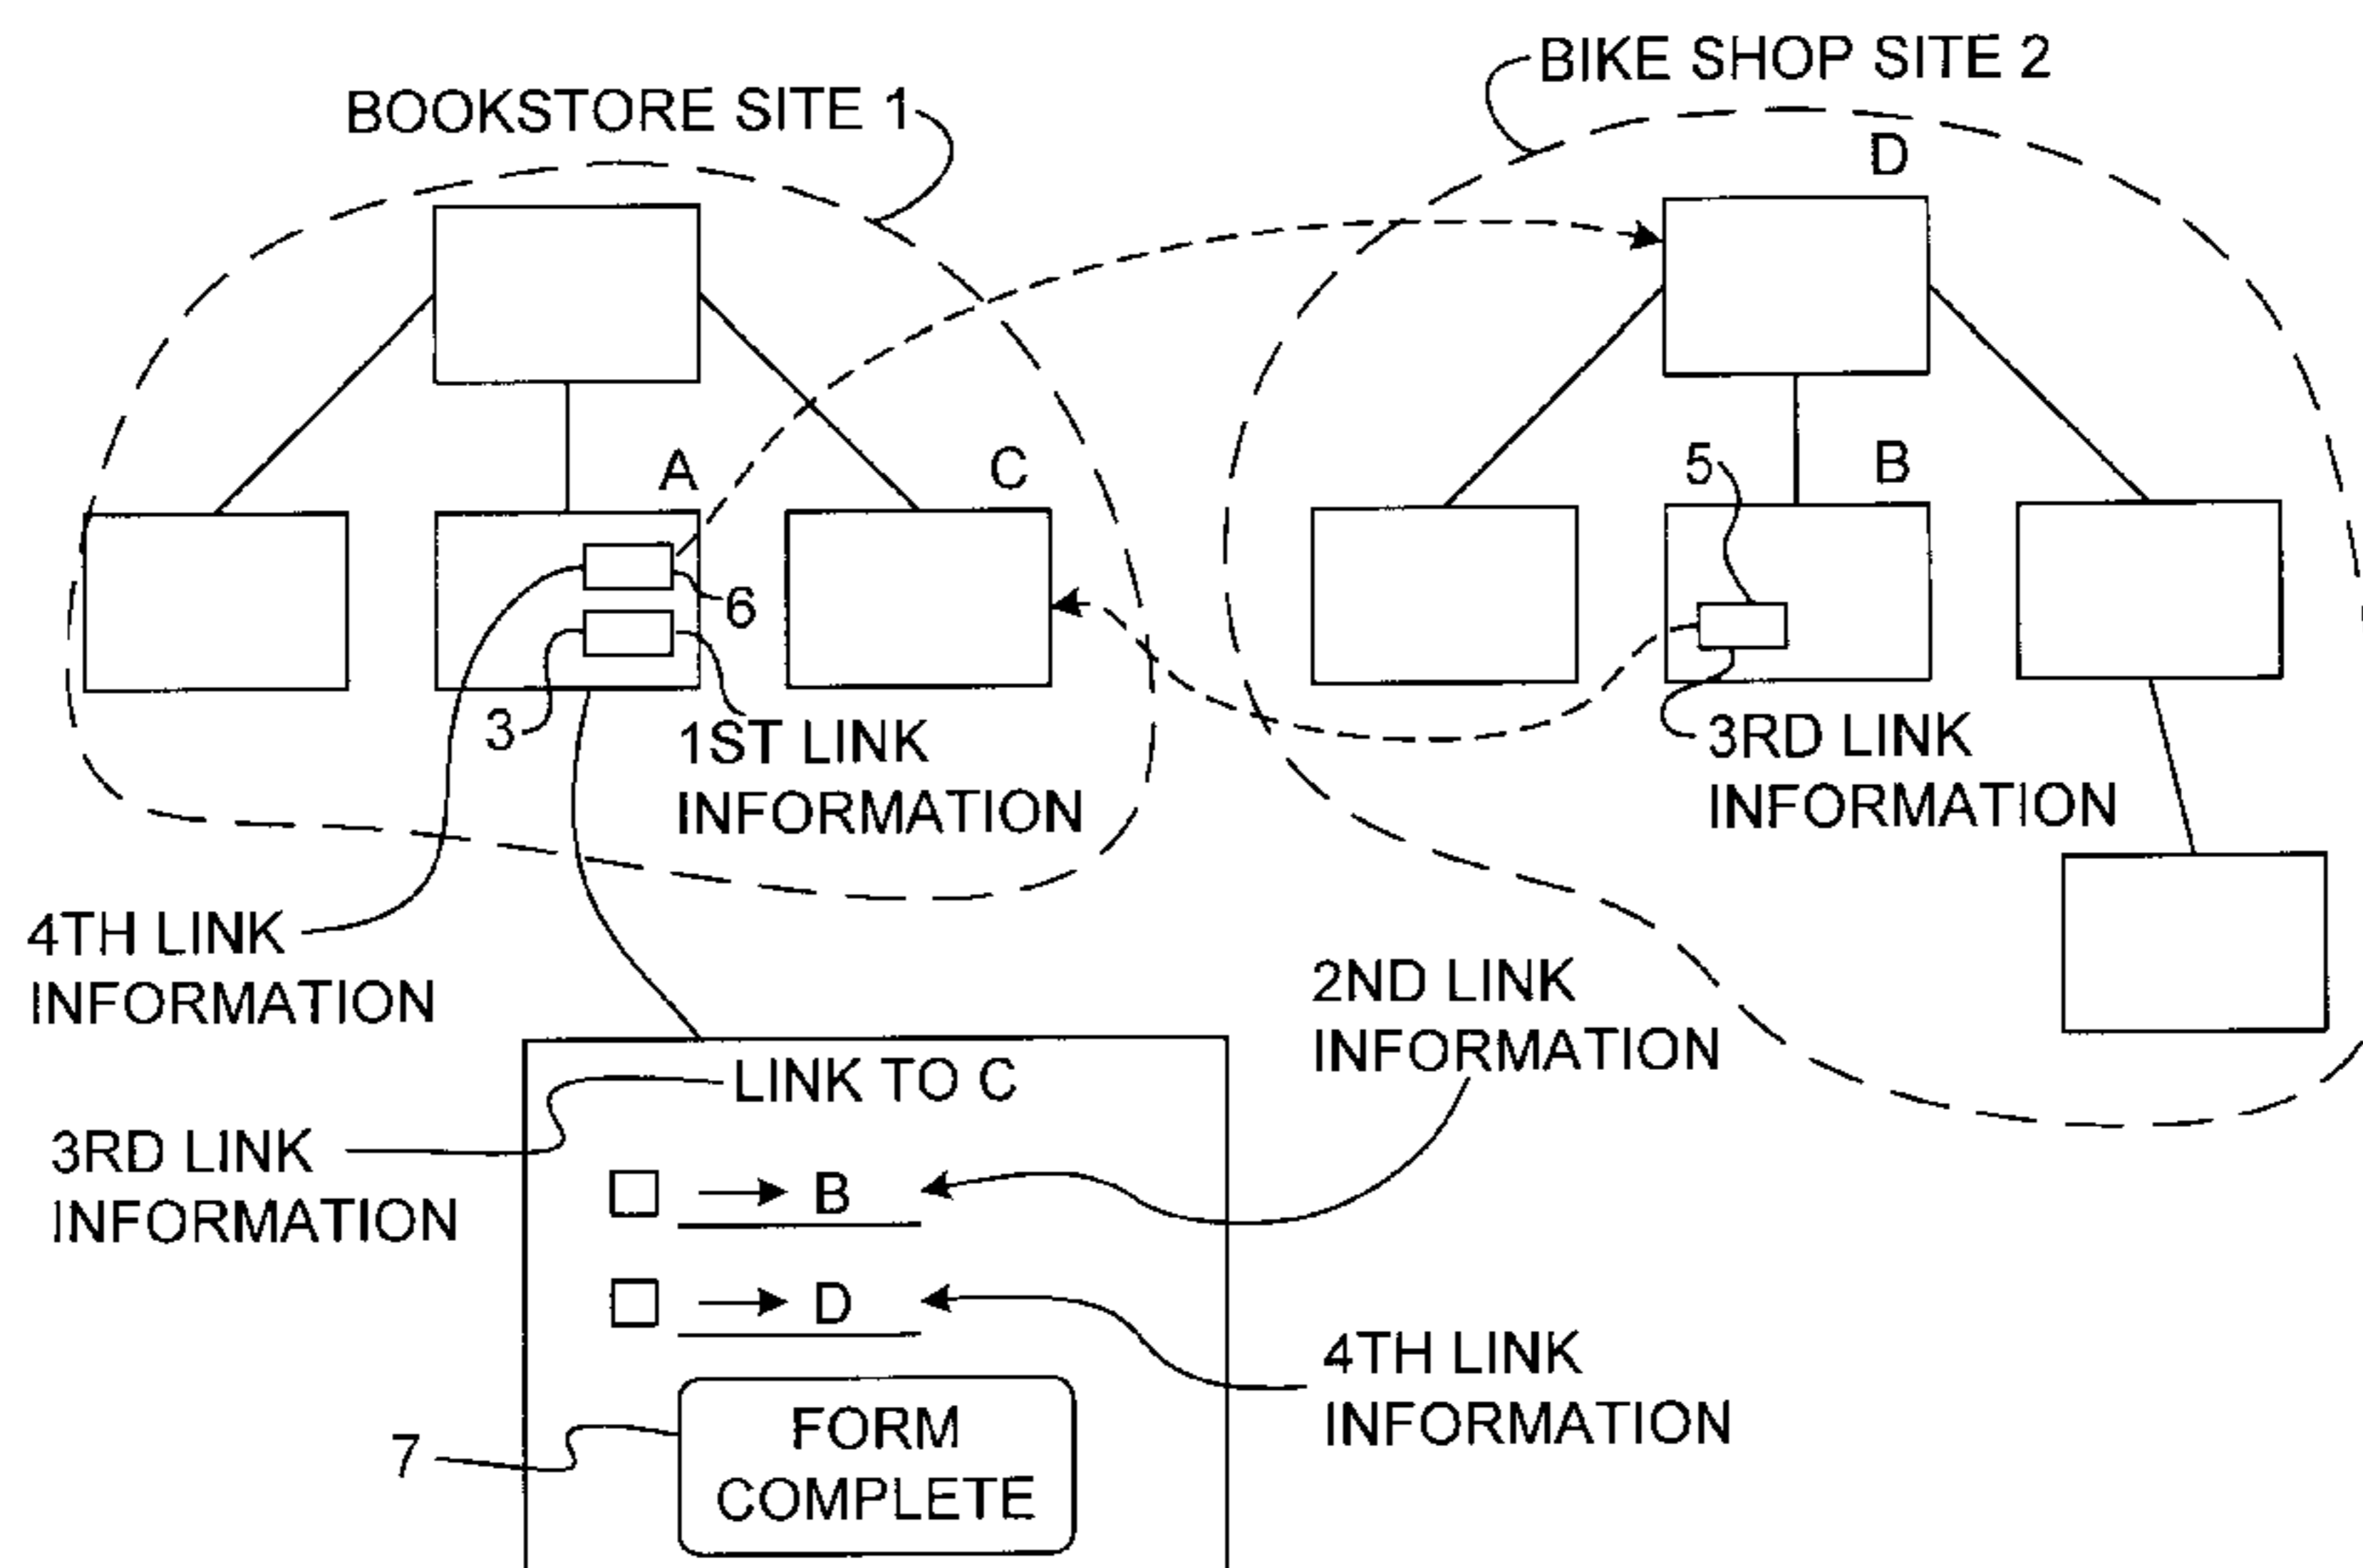 BIKE SHOP SITE 2
BOOKSTORE SITE 1
D
A
C
5
B
6
3
1ST LINK
INFORMATION
3RD LINK
INFORMATION
4TH LINK
INFORMATION
2ND LINK
INFORMATION
LINK TO C
3RD LINK
INFORMATION
B
D
4TH LINK
INFORMATION
FORM
COMPLETE
7